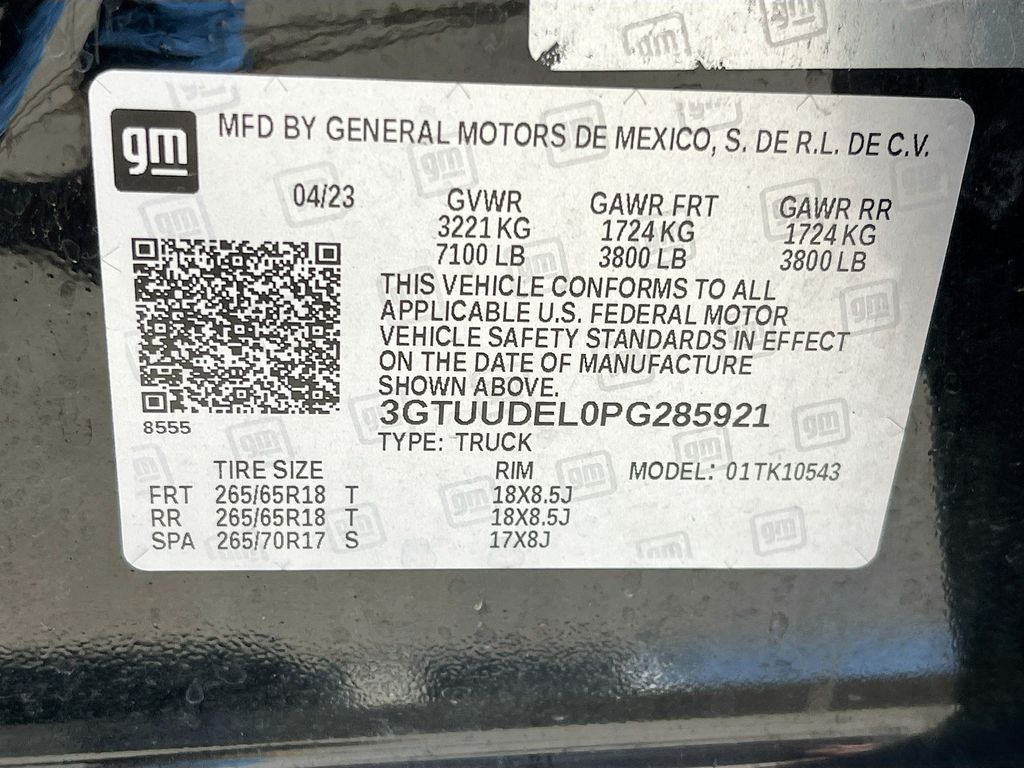 gm MFD BY GENERAL MOTORS DE MEXICO, S. DE R.L. DE C.V.
04/23 GVWR GAWR FRT GAWR RR
3221 KG 1724 KG 1724 KG
7100 LB 3800 LB 3800 LB
THIS VEHICLE CONFORMS TO ALL
APPLICABLE U.S. FEDERAL MOTOR
VEHICLE SAFETY STANDARDS IN EFFECT
ON THE DATE OF MANUFACTURE
SHOWN ABOVE.
3GTUUDEL0PG285921
8555
TYPE: TRUCK
TIRE SIZE RIM MODEL: 01TK10543
FRT 265/65R18 T 18X8.5J
RR 265/65R18 T 18X8.5J
SPA 265/70R17 S 17X8J